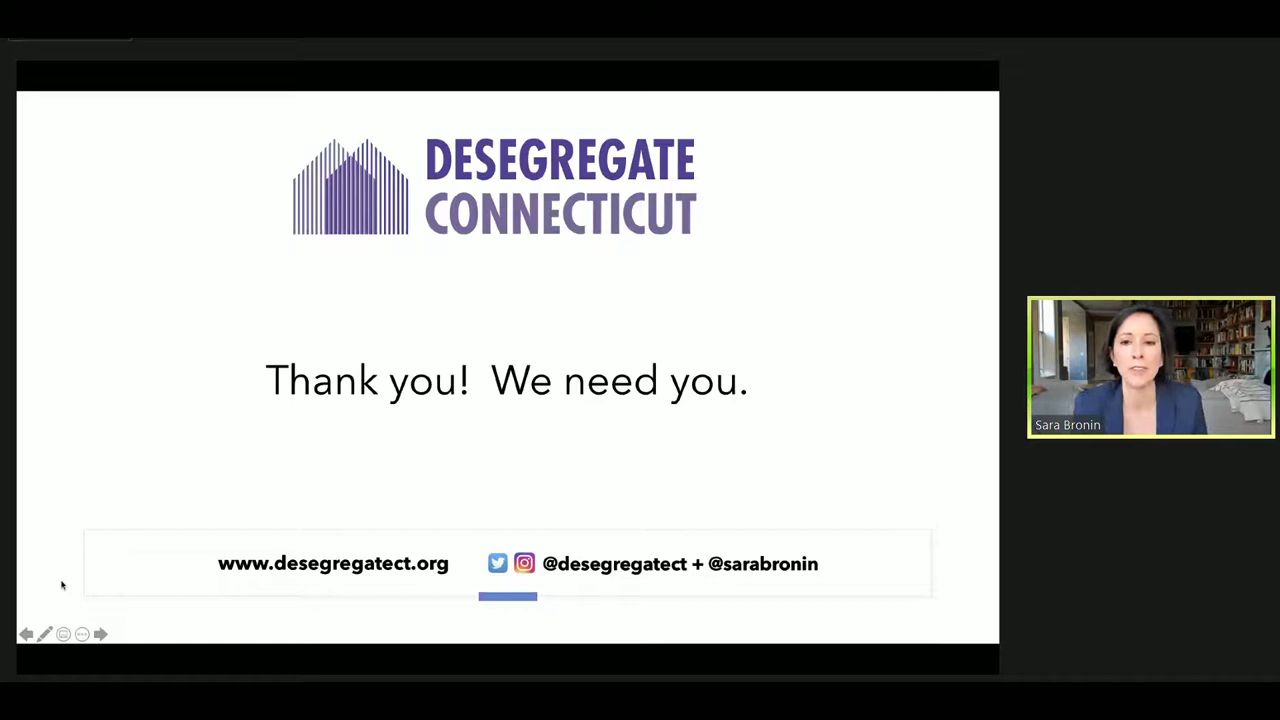 DESEGREGATE
CONNECTICUT
Thank you! We need you.
www.desegregatect.org @desegregatect + @sarabronin
Sara Bronin